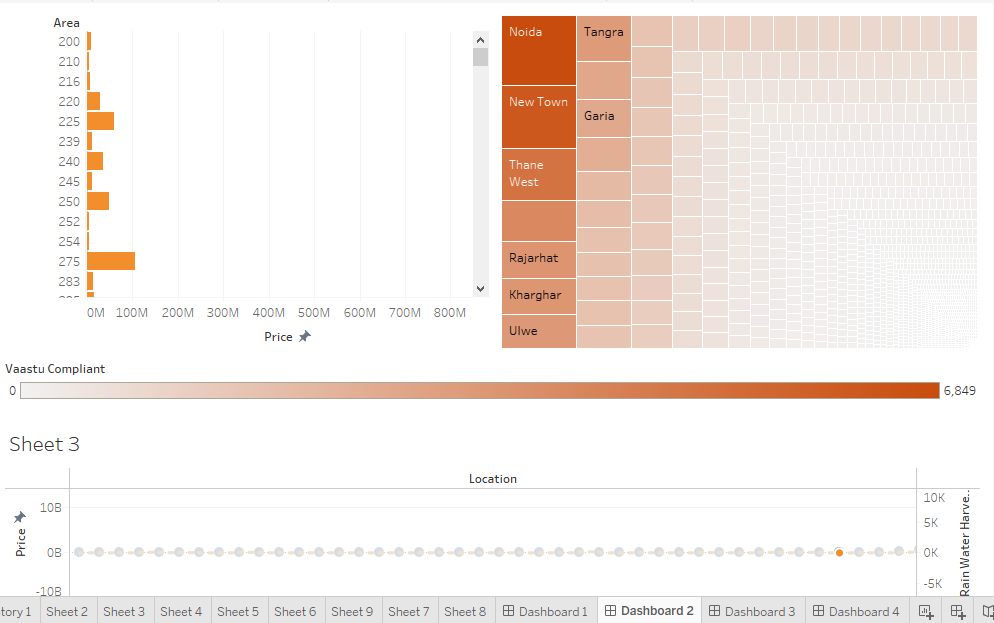 Area
200
210
216
220
225
239
240
245
250
252
254
275
283
0M 100M 200M 300M 400M 500M 600M 700M 800M
Price
Noida
New Town
Thane
West
Rajarhat
Kharghar
Ulwe
Tangra
Garia
Vaastu Compliant
0
6,849
Sheet 3
Location
Price
10B
0B
-10B
10K
5K
0K
-5K
Rain Water Harve..
tory 1 Sheet 2 Sheet 3 Sheet 4 Sheet 5 Sheet 6 Sheet 9 Sheet 7 Sheet 8 Dashboard 1 Dashboard 2 Dashboard 3 Dashboard 4